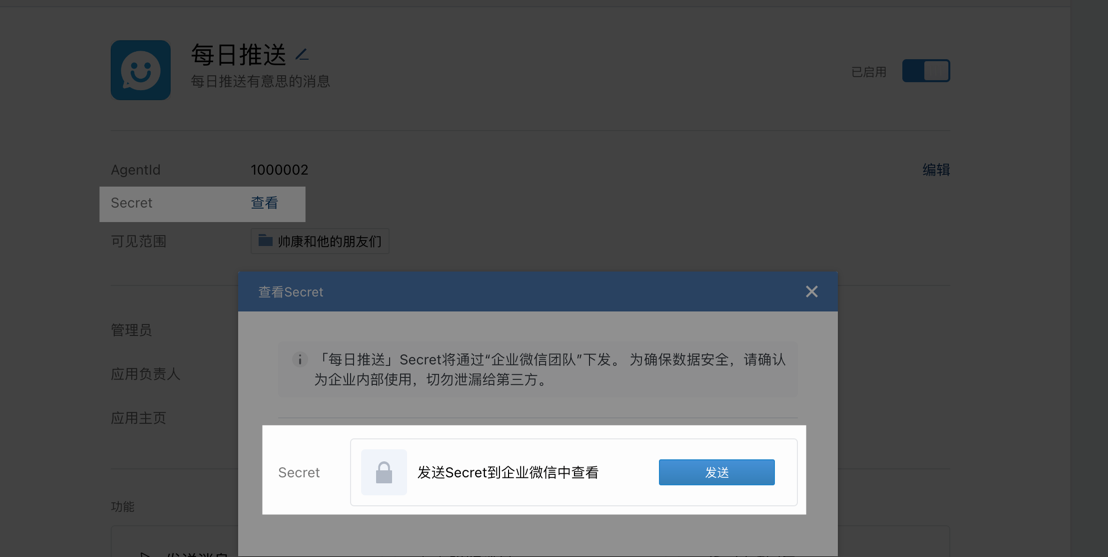 每日推送
每日推送有意思的消息
已启用
AgentId
1000002
编辑
Secret
查看
可见范围
帅康和他的朋友们
查看Secret
管理员
「每日推送」Secret将通过“企业微信团队”下发。 为确保数据安全，请确认
为企业内部使用，切勿泄漏给第三方。
应用负责人
应用主页
Secret
发送Secret到企业微信中查看
发送
功能
发送消息